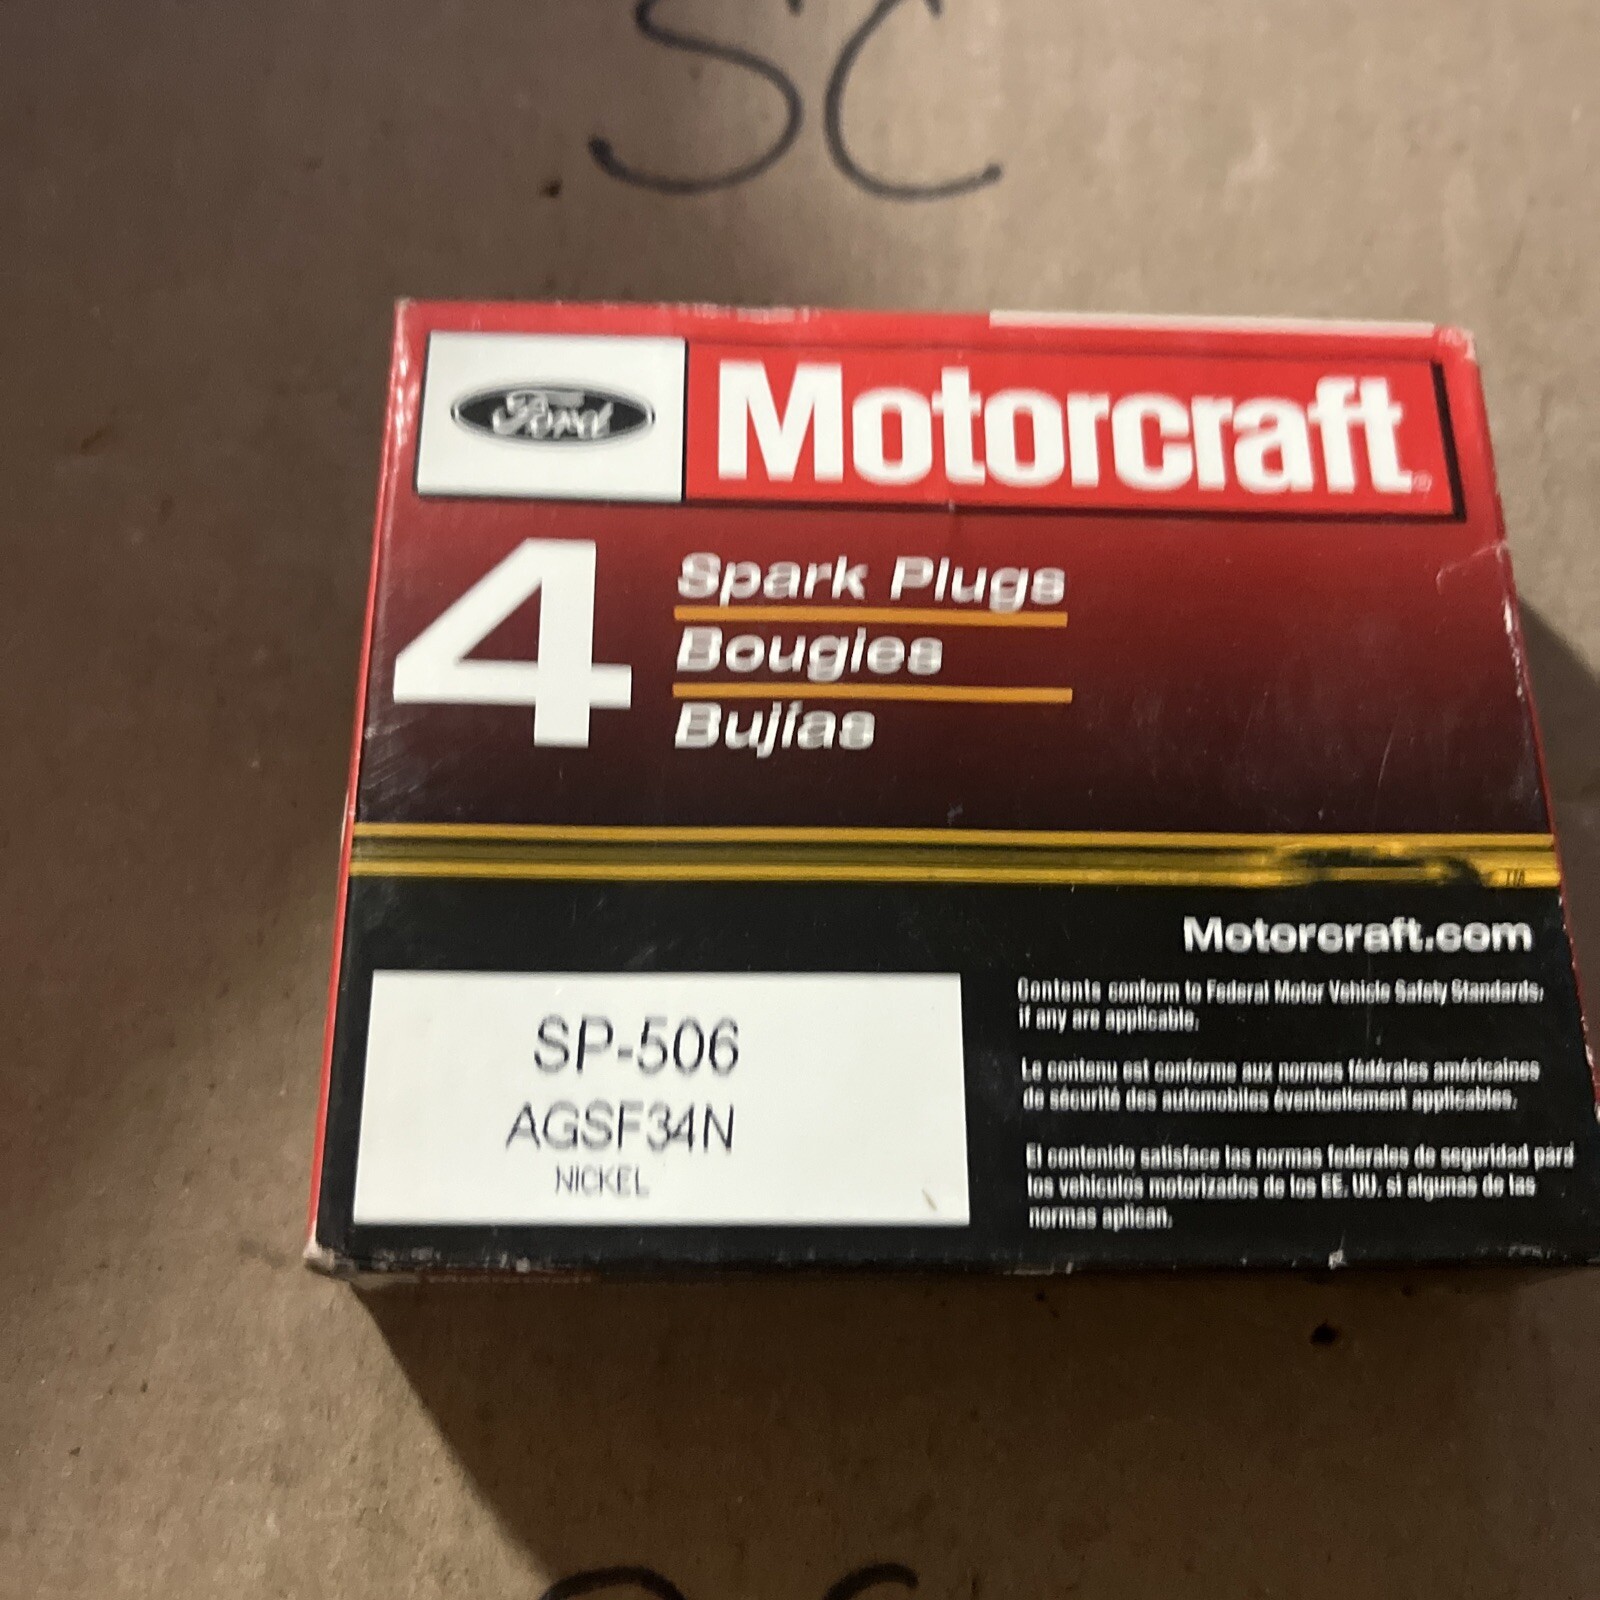 SC
Ford
Motorcraft®
4
Spark Plugs
Bougies
Bujías
Motorcraft.com
SP-506
AGSF34N
NICKEL
Contents conform to Federal Motor Vehicle Safety Standards,
if any are applicable.
Le contenu est conforme aux normes fédérales américaines
de sécurité des automobiles éventuellement applicables.
El contenido satisface las normas federales de seguridad para
los vehículos motorizados de los EE. UU. si algunas de las
normas aplican.